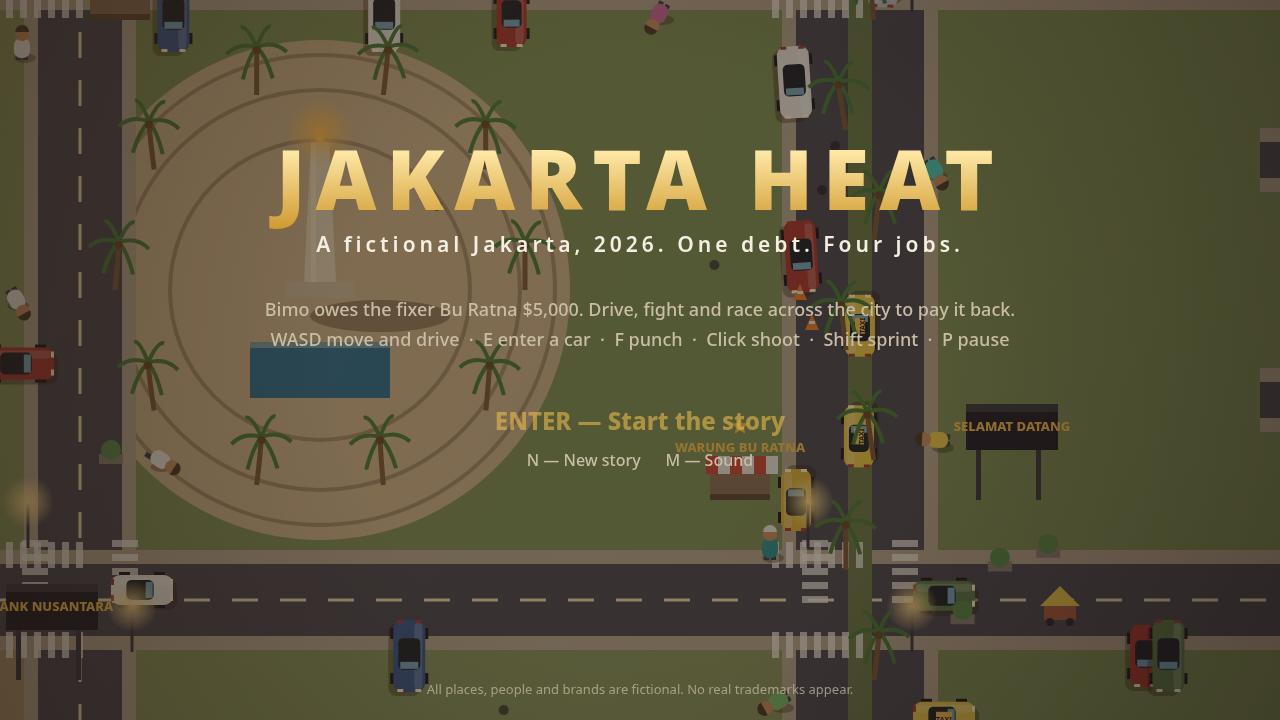 JAKARTA HEAT
A fictional Jakarta, 2026. One debt. Four jobs.
Bimo owes the fixer Bu Ratna $5,000. Drive, fight and race across the city to pay it back.
WASD move and drive · E enter a car · F punch · Click shoot · Shift sprint · P pause
ENTER — Start the story
WARUNG BU RATNA
N — New story M — Sound
SELAMAT DATANG
ANK NUSANTARA
All places, people and brands are fictional. No real trademarks appear.
TAXI
TAXI
TAXI